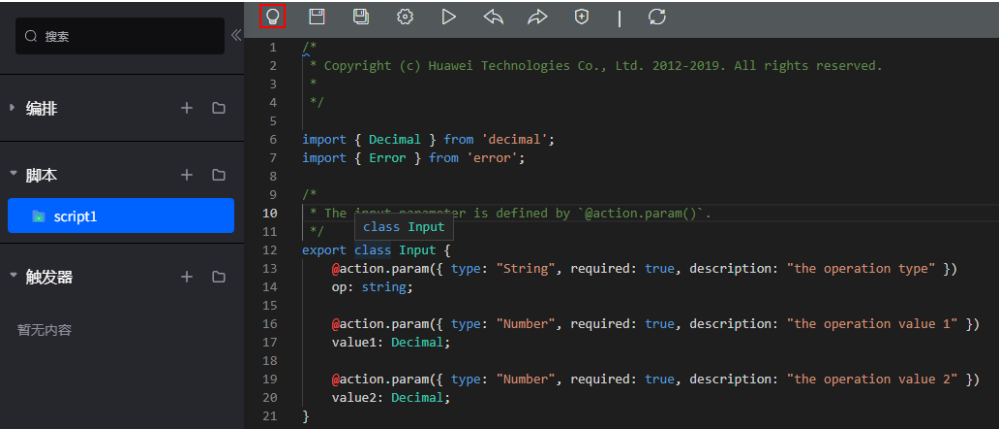 搜索
编排
脚本
script1
触发器
暂无内容
1 /*
2  * Copyright (c) Huawei Technologies Co., Ltd. 2012-2019. All rights reserved.
3  *
4  */
5
6 import { Decimal } from 'decimal';
7 import { Error } from 'error';
8
9 /*
10  * The input parameter is defined by `@action.param()`.
class Input
11  */
12 export class Input {
13     @action.param({ type: "String", required: true, description: "the operation type" })
14     op: string;
15
16     @action.param({ type: "Number", required: true, description: "the operation value 1" })
17     value1: Decimal;
18
19     @action.param({ type: "Number", required: true, description: "the operation value 2" })
20     value2: Decimal;
21 }